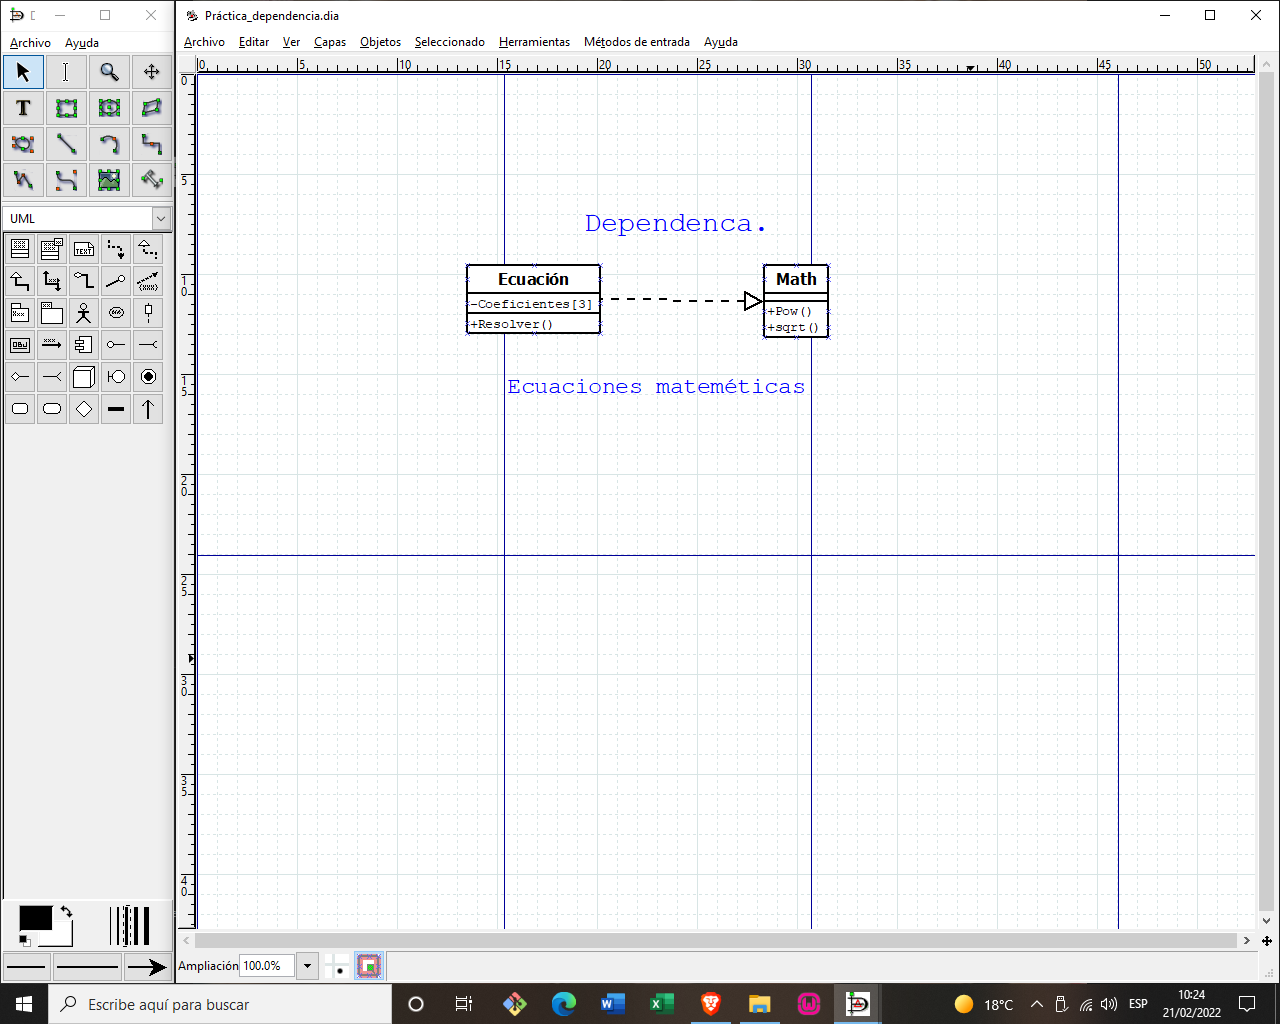 Práctica_dependencia.dia
Archivo Ayuda
Archivo Editar Ver Capas Objetos Seleccionado Herramientas Métodos de entrada Ayuda
0 5 10 15 20 25 30 35 40 45 50
0
5
10
15
20
25
30
35
40
T
UML
TEXT
OBJ
Dependenca.
Ecuación
-Coeficientes[3]
+Resolver()
Math
+Pow()
+sqrt()
Ecuaciones dematéticas
Ampliación 100.0%
Escribe aquí para buscar
18°C
ESP
10:24
21/02/2022